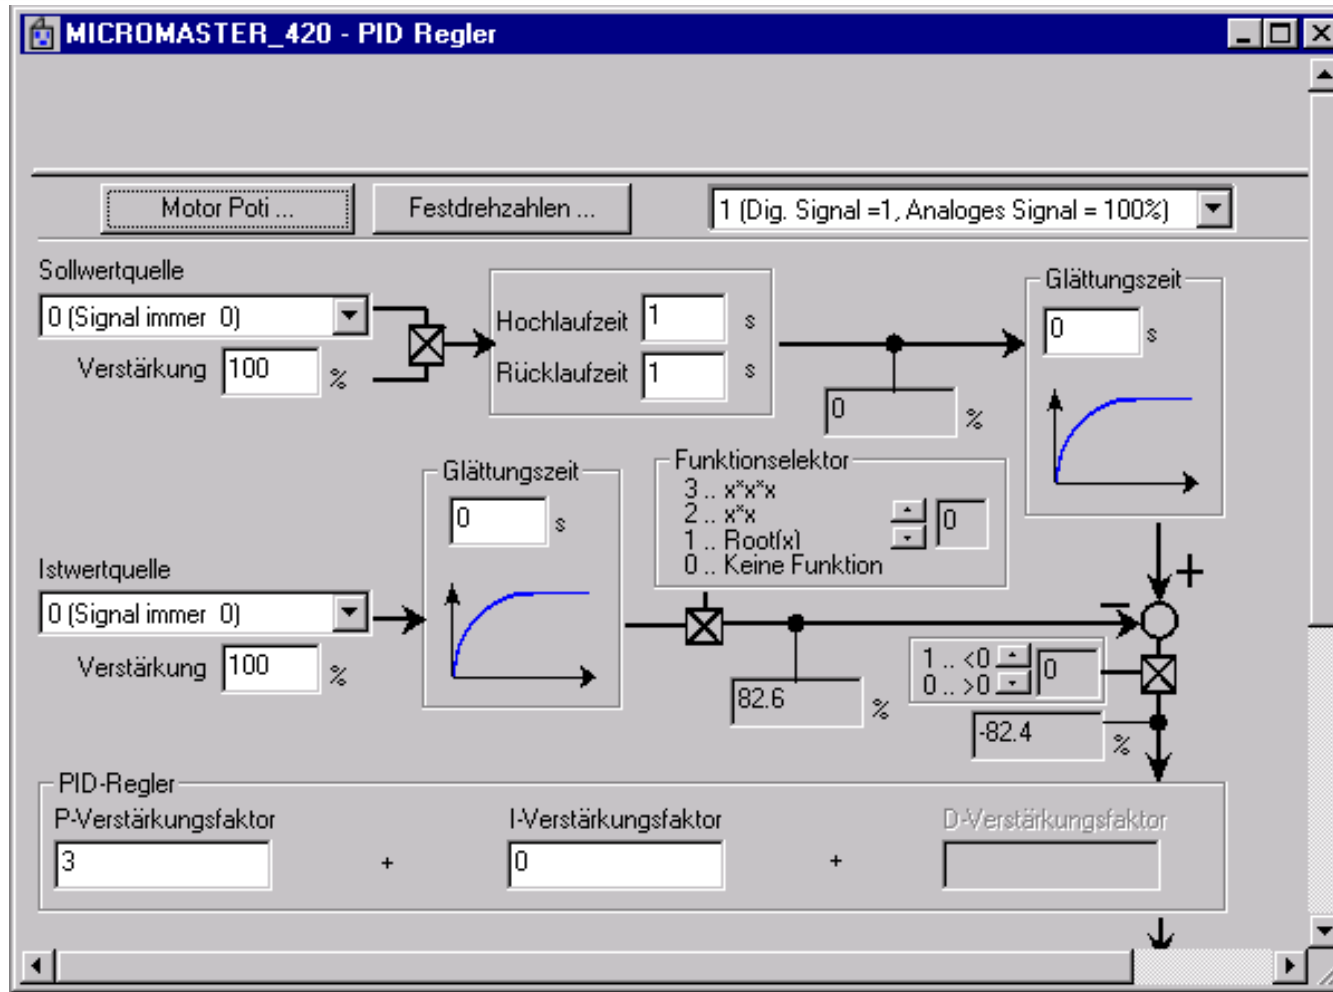 MICROMASTER_420 - PID Regler
Motor Poti ...
Festdrehzahlen ...
1 (Dig. Signal =1, Analoges Signal = 100%)
Sollwertquelle
0 (Signal immer  0)
Verstärkung 100 %
Hochlaufzeit 1 s
Rücklaufzeit 1 s
0 %
Glättungszeit
0 s
Funktionselektor
3 .. x*x*x
2 .. x*x
1 .. Root(x)
0 .. Keine Funktion
0
Glättungszeit
0 s
Istwertquelle
0 (Signal immer  0)
Verstärkung 100 %
+
−
82.6 %
1 .. <0
0 .. >0
0
-82.4 %
PID-Regler
P-Verstärkungsfaktor
3
+
I-Verstärkungsfaktor
0
+
D-Verstärkungsfaktor